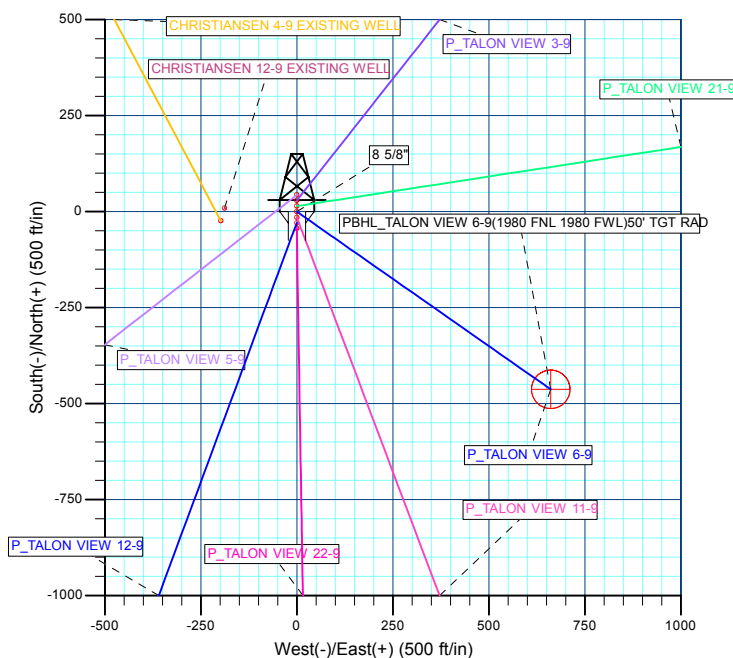 500
CHRISTIANSEN 4-9 EXISTING WELL
P_TALON VIEW 3-9
CHRISTIANSEN 12-9 EXISTING WELL
P_TALON VIEW 21-9
250
8 5/8"
0
PBHL_TALON VIEW 6-9(1980 FNL 1980 FWL)50' TGT RAD
-250
P_TALON VIEW 5-9
South(-)/North(+) (500 ft/in)
-500
P_TALON VIEW 6-9
P_TALON VIEW 11-9
-750
P_TALON VIEW 12-9
P_TALON VIEW 22-9
-1000
-500 -250 0 250 500 750 1000
West(-)/East(+) (500 ft/in)